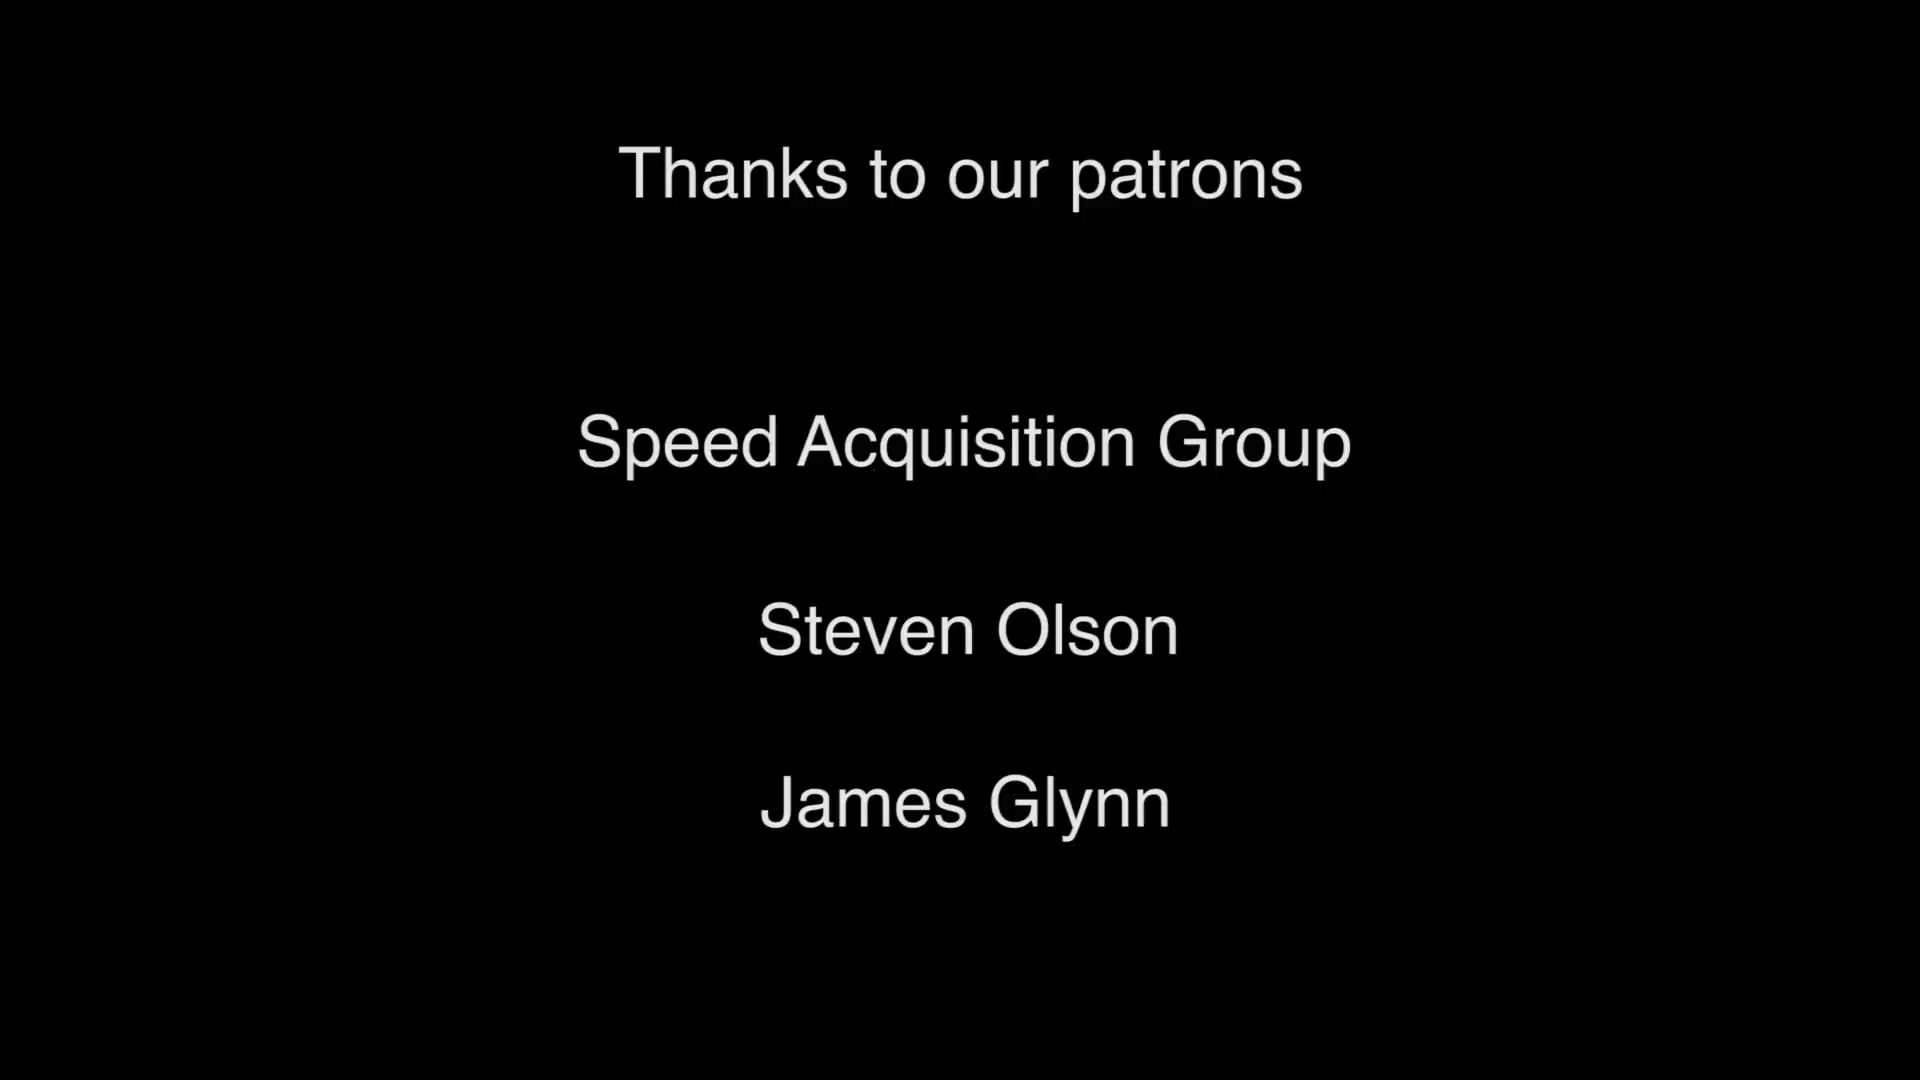 Thanks to our patrons
Speed Acquisition Group
Steven Olson
James Glynn